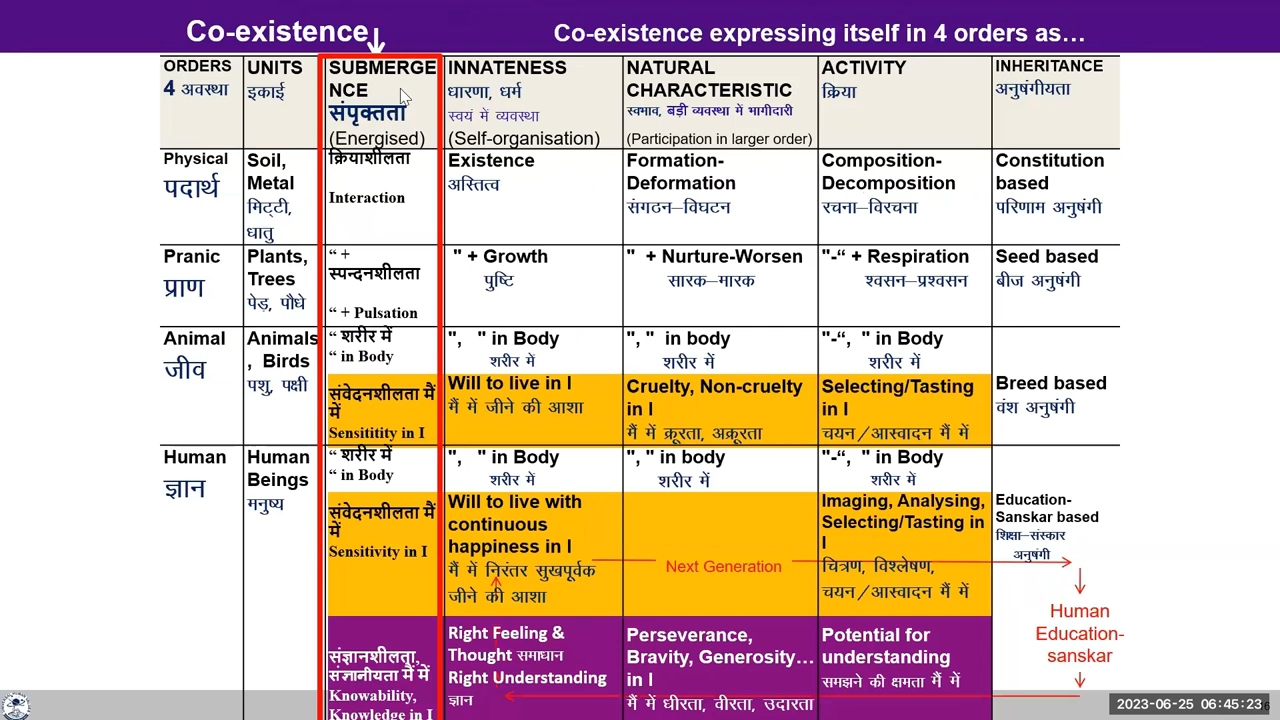 Co-existence
Co-existence expressing itself in 4 orders as…
ORDERS
4 अवस्था
UNITS
इकाई
SUBMERGE
NCE
संपृक्तता
(Energised)
INNATENESS
धारणा, धर्म
स्वयं में व्यवस्था
(Self-organisation)
NATURAL
CHARACTERISTIC
स्वभाव, बड़ी व्यवस्था में भागीदारी
(Participation in larger order)
ACTIVITY
क्रिया
INHERITANCE
अनुषंगीयता
Physical
पदार्थ
Soil,
Metal
मिट्टी,
धातु
क्रियाशीलता
Interaction
Existence
अस्तित्व
Formation-
Deformation
संगठन–विघटन
Composition-
Decomposition
रचना–विरचना
Constitution
based
परिणाम अनुषंगी
Pranic
प्राण
Plants,
Trees
पेड़, पौधे
“ +
स्पन्दनशीलता
“ + Pulsation
" + Growth
पुष्टि
" + Nurture-Worsen
सारक–मारक
"-“ + Respiration
श्वसन–प्रश्वसन
Seed based
बीज अनुषंगी
Animal
जीव
Animals
, Birds
पशु, पक्षी
“ शरीर में
“ in Body
संवेदनशीलता मैं
में
Sensitity in I
", " in Body
शरीर में
Will to live in I
मैं में जीने की आशा
", " in body
शरीर में
Cruelty, Non-cruelty
in I
मैं में क्रूरता, अक्रूरता
"-“, " in Body
शरीर में
Selecting/Tasting
in I
चयन/आस्वादन मैं में
Breed based
वंश अनुषंगी
Human
ज्ञान
Human
Beings
मनुष्य
“ शरीर में
“ in Body
संवेदनशीलता मैं
में
Sensitivity in I
", " in Body
शरीर में
Will to live with
continuous
happiness in I
मैं में निरंतर सुखपूर्वक
जीने की आशा
", " in body
शरीर में
Next Generation
"-“, " in Body
शरीर में
Imaging, Analysing,
Selecting/Tasting in
I
चित्रण, विश्लेषण,
चयन/आस्वादन मैं में
Education-
Sanskar based
शिक्षा–संस्कार
अनुषंगी
Human
Education-
sanskar
संज्ञानशीलता,
संज्ञानीयता मैं में
Knowability,
Knowledge in I
Right Feeling &
Thought समाधान
Right Understanding
ज्ञान
Perseverance,
Bravity, Generosity…
in I
मैं में धीरता, वीरता, उदारता
Potential for
understanding
समझने की क्षमता मैं में
2023-06-25 06:45:23